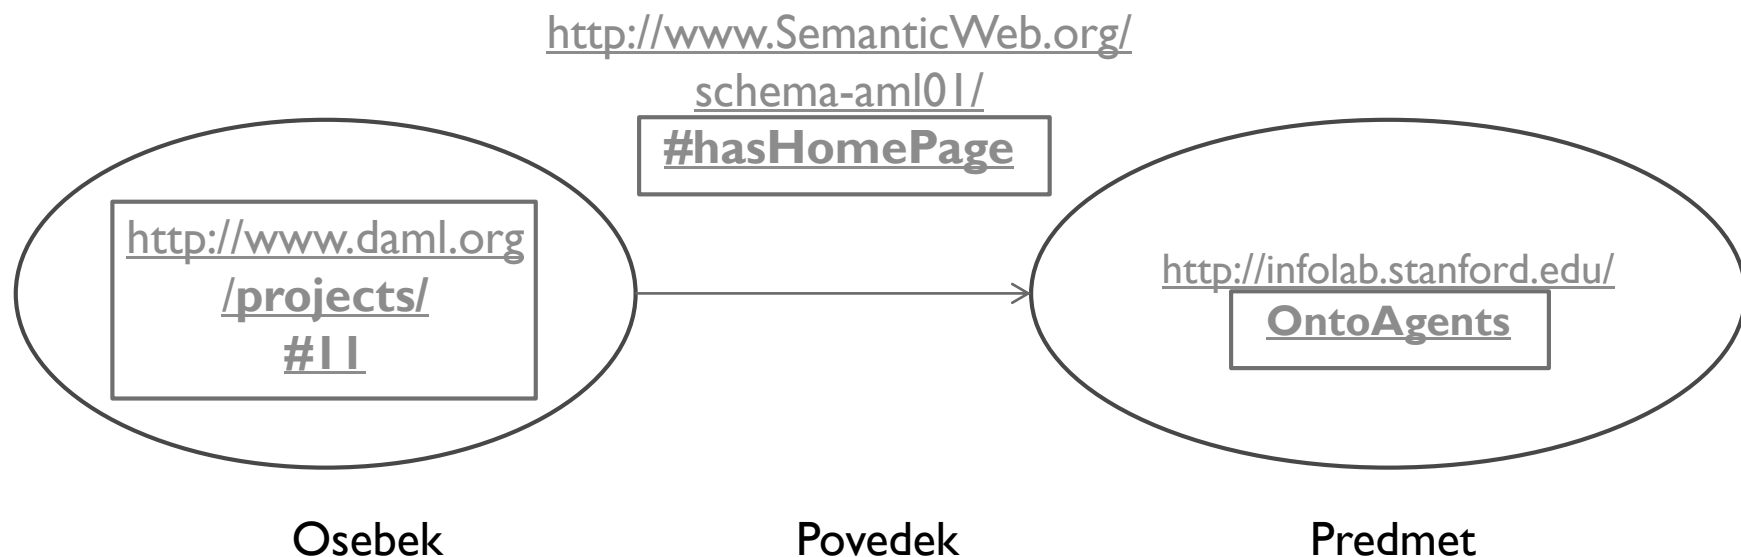 http://www.SemanticWeb.org/
schema-aml01/
#hasHomePage
http://www.daml.org
/projects/
#11
http://infolab.stanford.edu/
OntoAgents
Osebek
Povedek
Predmet